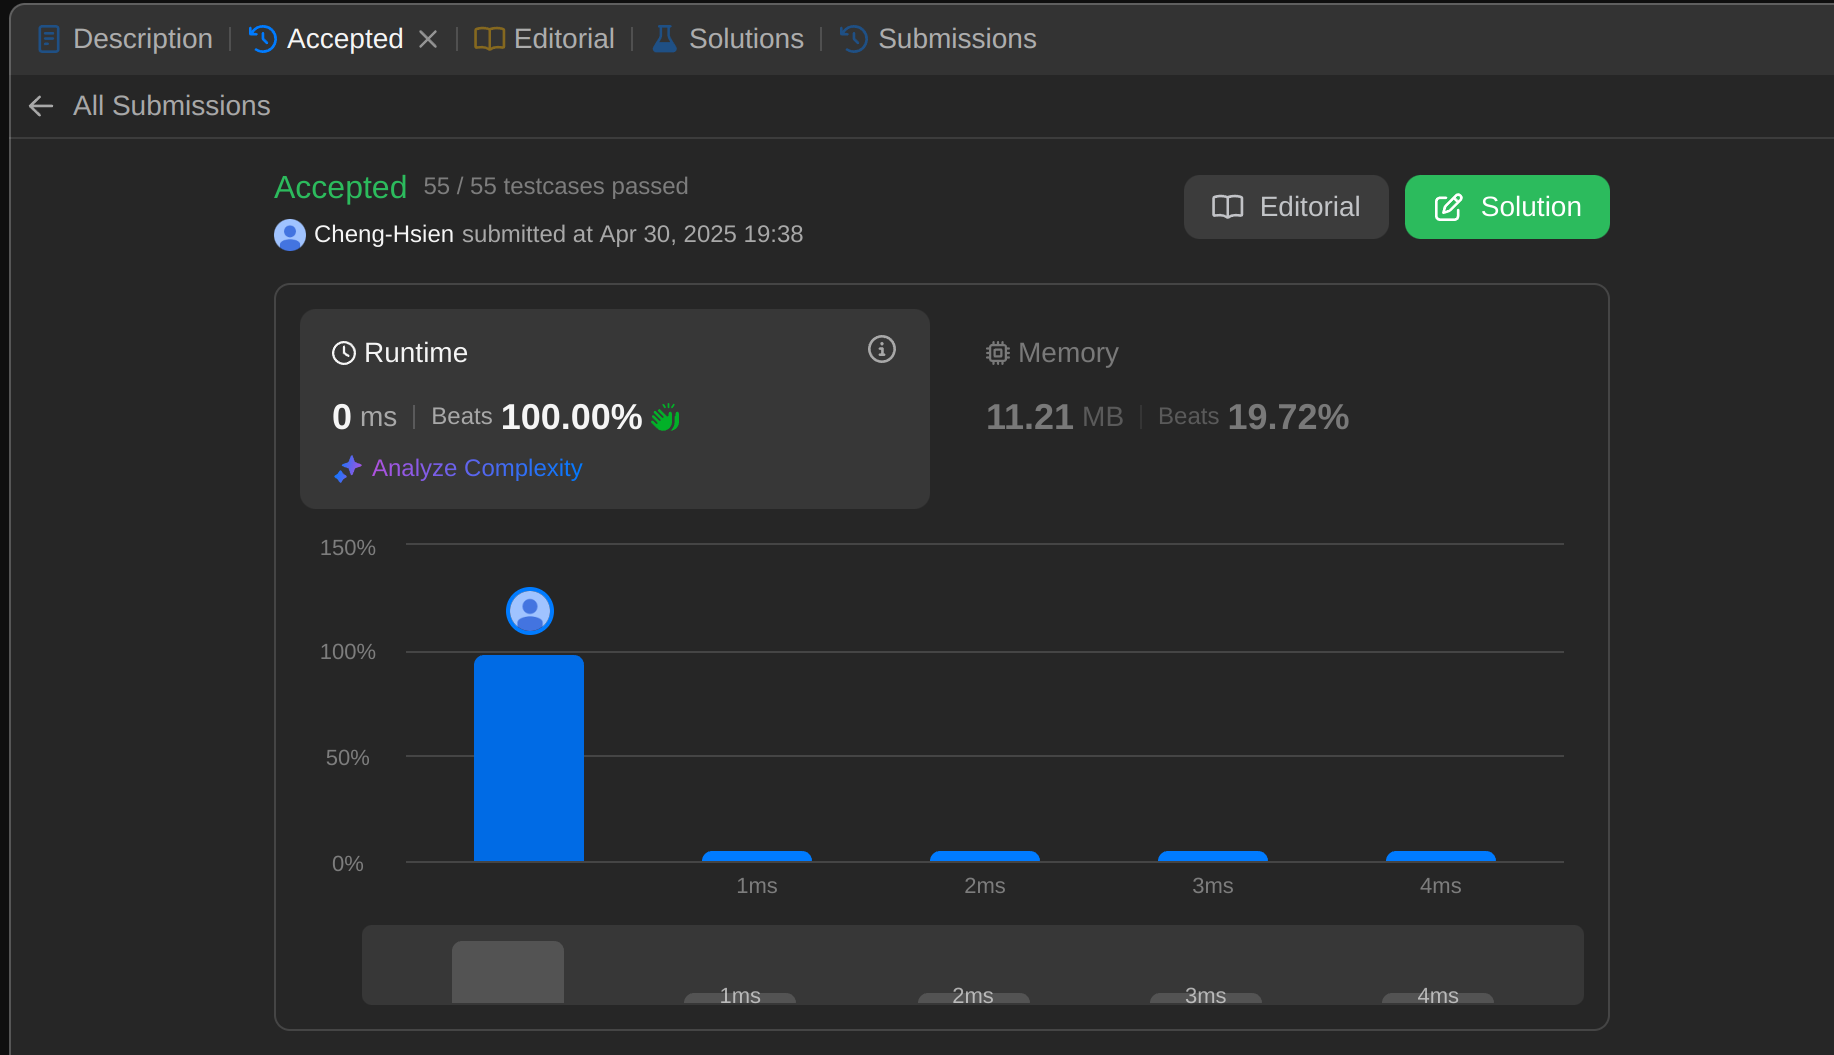 Description | Accepted | Editorial | Solutions | Submissions
All Submissions
Accepted 55 / 55 testcases passed
Cheng-Hsien submitted at Apr 30, 2025 19:38
Editorial
Solution
Runtime
0 ms | Beats 100.00%
Analyze Complexity
Memory
11.21 MB | Beats 19.72%
150%
100%
50%
0%
1ms 2ms 3ms 4ms
1ms 2ms 3ms 4ms